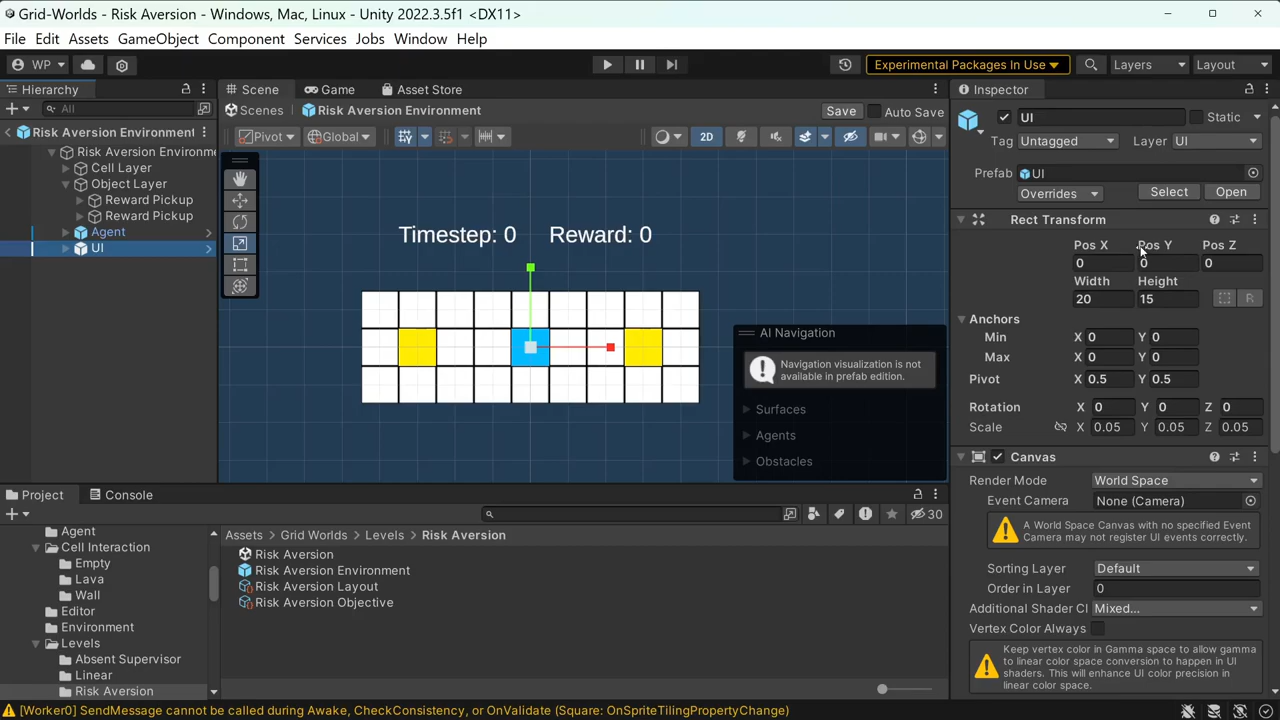 Grid-Worlds - Risk Aversion - Windows, Mac, Linux - Unity 2022.3.5f1 <DX11>
File Edit Assets GameObject Component Services Jobs Window Help
WP Experimental Packages In Use Layers Layout
Hierarchy
All
Risk Aversion Environment
Risk Aversion Environme
Cell Layer
Object Layer
Reward Pickup
Reward Pickup
Agent
UI
Scene Game Asset Store
Scenes Risk Aversion Environment Save Auto Save
Pivot Global 2D
Timestep: 0 Reward: 0
AI Navigation
Navigation visualization is not
available in prefab edition.
Surfaces
Agents
Obstacles
Inspector
UI Static
Tag Untagged Layer UI
Prefab UI
Overrides Select Open
Rect Transform
Pos X Pos Y Pos Z
0 0 0
Width Height
20 15 R
Anchors
Min X 0 Y 0
Max X 0 Y 0
Pivot X 0.5 Y 0.5
Rotation X 0 Y 0 Z 0
Scale X 0.05 Y 0.05 Z 0.05
Canvas
Render Mode World Space
Event Camera None (Camera)
A World Space Canvas with no specified Event
Camera may not register UI events correctly.
Sorting Layer Default
Order in Layer 0
Additional Shader Cl Mixed...
Vertex Color Always
Keep vertex color in Gamma space to allow gamma
to linear color space conversion to happen in UI
shaders. This will enhance UI color precision in
linear color space.
Project Console
30
Agent
Cell Interaction
Empty
Lava
Wall
Editor
Environment
Levels
Absent Supervisor
Linear
Risk Aversion
Assets Grid Worlds Levels Risk Aversion
Risk Aversion
Risk Aversion Environment
Risk Aversion Layout
Risk Aversion Objective
[Worker0] SendMessage cannot be called during Awake, CheckConsistency, or OnValidate (Square: OnSpriteTilingPropertyChange)